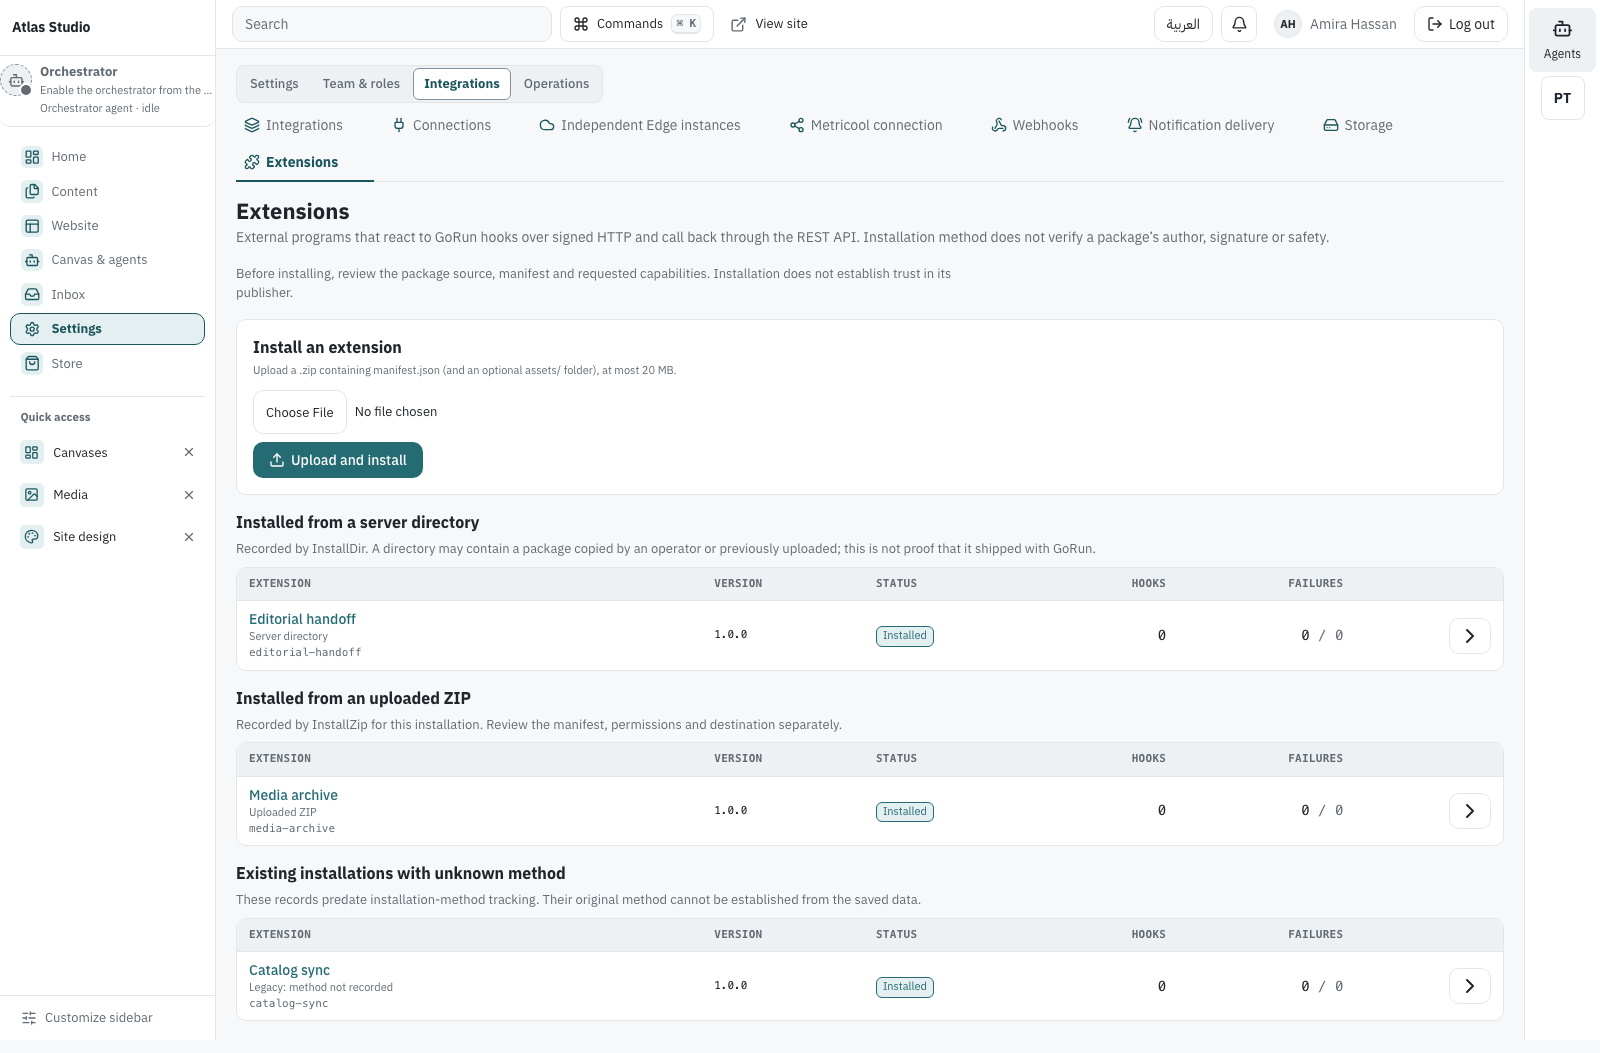 Atlas Studio
Orchestrator
Enable the orchestrator from the ...
Orchestrator agent · idle
Home
Content
Website
Canvas & agents
Inbox
Settings
Store
Quick access
Canvases
Media
Site design
Customize sidebar
Search
Commands ⌘ K
View site
العربية
AH Amira Hassan
Log out
Agents
PT
Settings Team & roles Integrations Operations
Integrations Connections Independent Edge instances Metricool connection Webhooks Notification delivery Storage
Extensions
Extensions
External programs that react to GoRun hooks over signed HTTP and call back through the REST API. Installation method does not verify a package’s author, signature or safety.
Before installing, review the package source, manifest and requested capabilities. Installation does not establish trust in its
publisher.
Install an extension
Upload a .zip containing manifest.json (and an optional assets/ folder), at most 20 MB.
Choose File No file chosen
Upload and install
Installed from a server directory
Recorded by InstallDir. A directory may contain a package copied by an operator or previously uploaded; this is not proof that it shipped with GoRun.
EXTENSION VERSION STATUS HOOKS FAILURES
Editorial handoff
Server directory
editorial-handoff
1.0.0 Installed 0 0 / 0
Installed from an uploaded ZIP
Recorded by InstallZip for this installation. Review the manifest, permissions and destination separately.
EXTENSION VERSION STATUS HOOKS FAILURES
Media archive
Uploaded ZIP
media-archive
1.0.0 Installed 0 0 / 0
Existing installations with unknown method
These records predate installation-method tracking. Their original method cannot be established from the saved data.
EXTENSION VERSION STATUS HOOKS FAILURES
Catalog sync
Legacy: method not recorded
catalog-sync
1.0.0 Installed 0 0 / 0